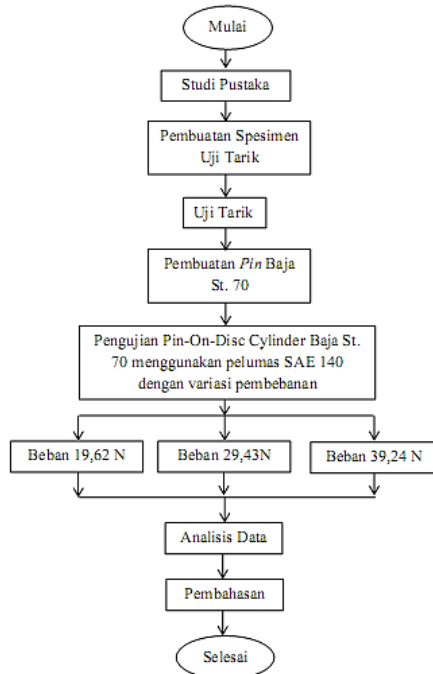 Mulai
Studi Pustaka
Pembuatan Spesimen
Uji Tarik
Uji Tarik
Pembuatan Pin Baja
St. 70
Pengujian Pin-On-Disc Cylinder Baja St.
70 menggunakan pelumas SAE 140
dengan variasi pembebanan
Beban 19,62 N
Beban 29,43N
Beban 39,24 N
Analisis Data
Pembahasan
Selesai